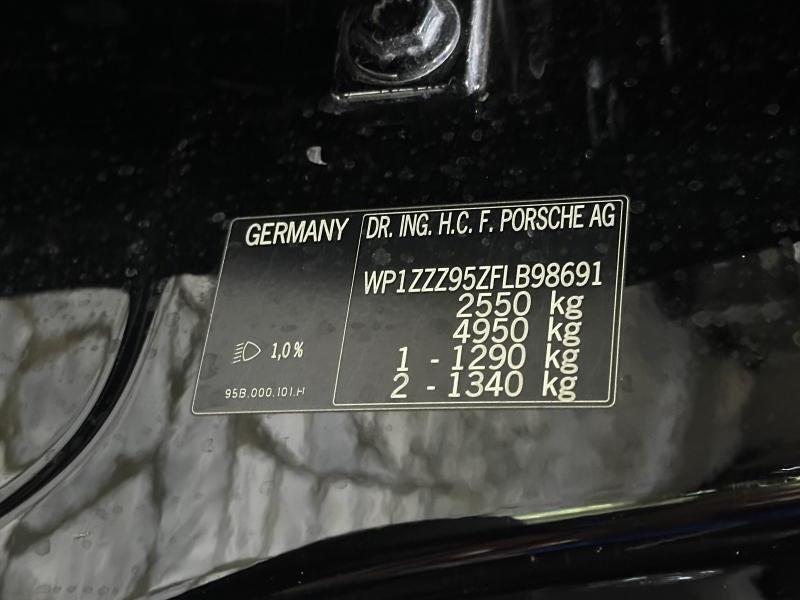 GERMANY DR. ING. H.C. F. PORSCHE AG
WP1ZZZ95ZFLB98691
2550 kg
4950 kg
1 - 1290 kg
2 - 1340 kg
1,0%
95B.000.101.H